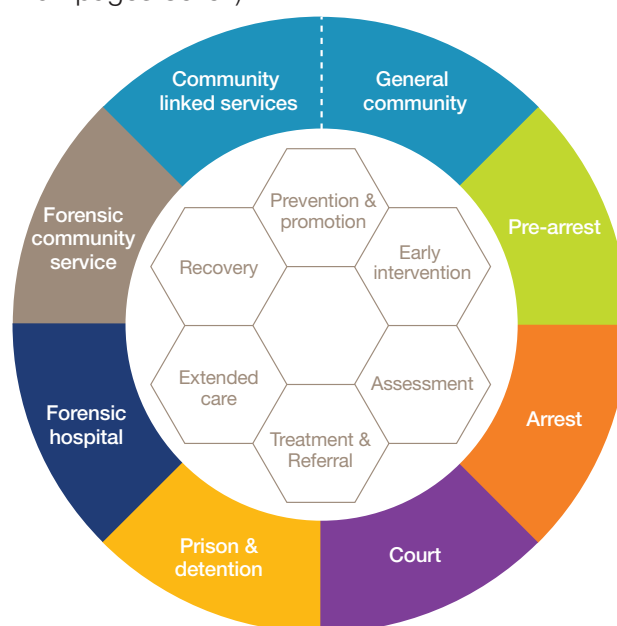 Community
linked services
General
community
Pre-arrest
Arrest
Court
Prison &
detention
Forensic
hospital
Forensic
community
service
Prevention &
promotion
Early
intervention
Assessment
Treatment &
Referral
Extended
care
Recovery